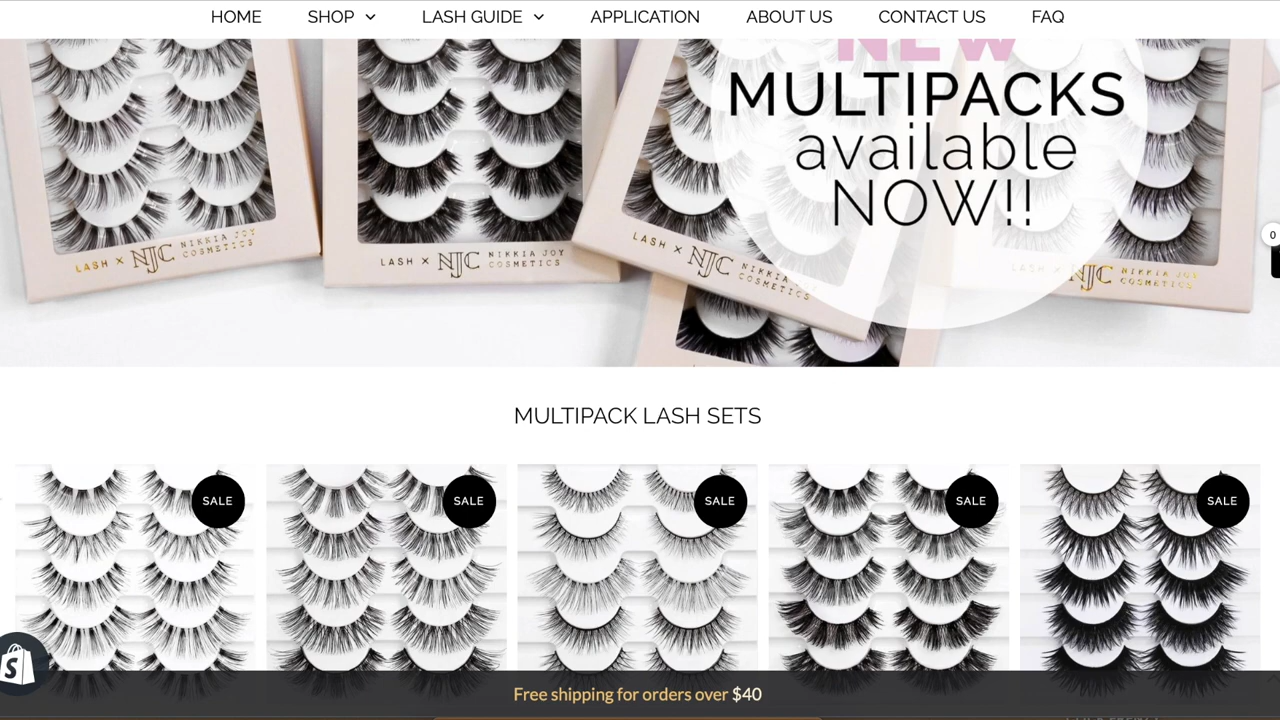 HOME SHOP LASH GUIDE APPLICATION ABOUT US CONTACT US FAQ
NEW
MULTIPACKS
available
NOW!!
LASH × NJC NIKKIA JOY COSMETICS
LASH × NJC NIKKIA JOY COSMETICS
LASH × NJC NIKKIA JOY COSMETICS
LASH × NJC NIKKIA JOY COSMETICS
0
MULTIPACK LASH SETS
SALE SALE SALE SALE SALE
S
Free shipping for orders over $40